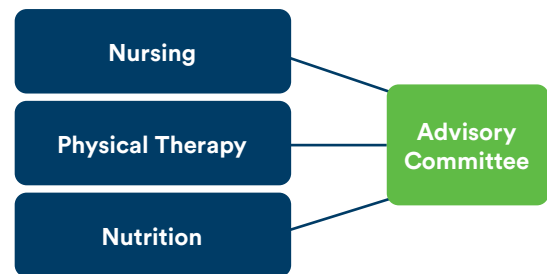 Nursing
Physical Therapy
Advisory
Committee
Nutrition